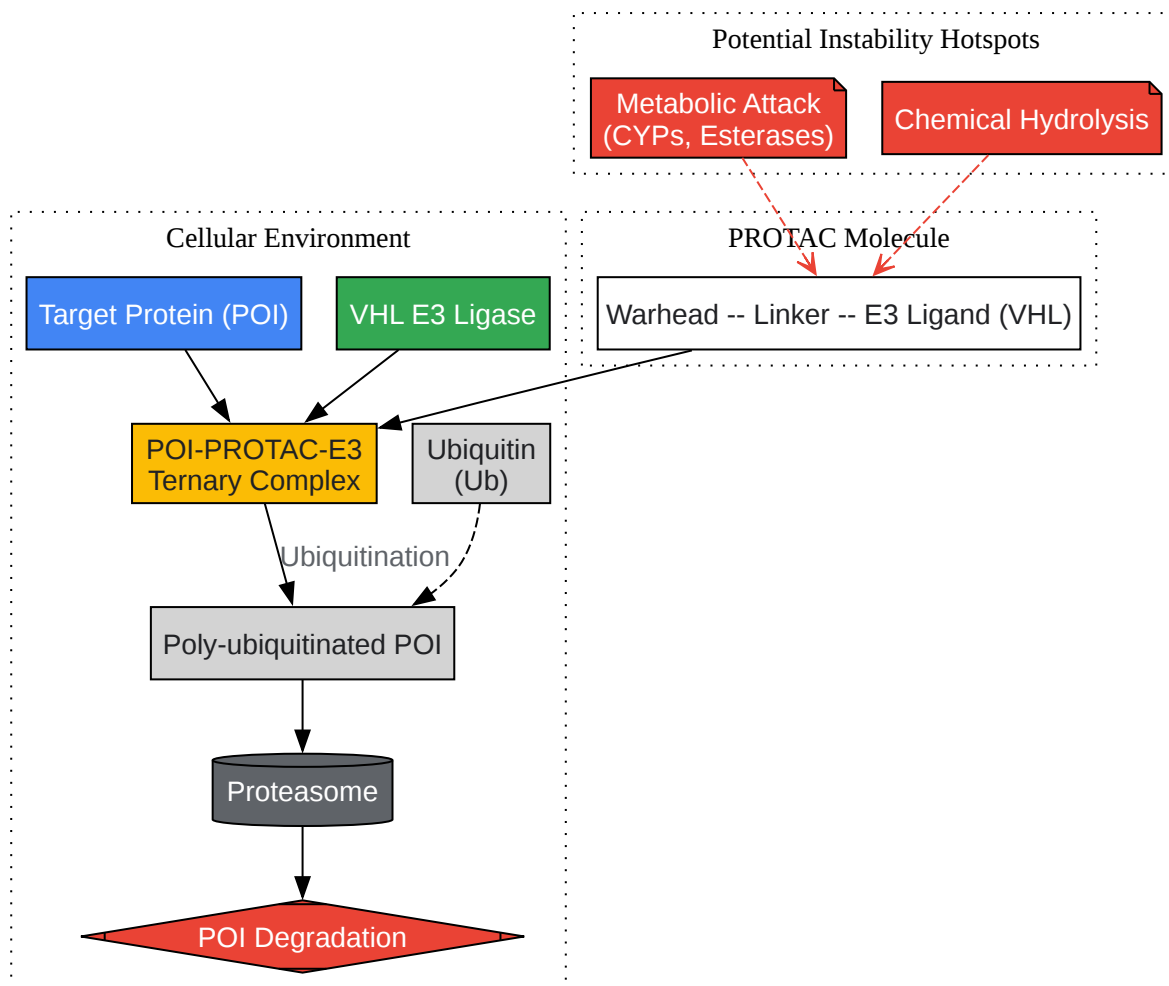 Potential Instability Hotspots
Metabolic Attack
(CYPs, Esterases)
Chemical Hydrolysis
Cellular Environment
PROTAC Molecule
Target Protein (POI)
VHL E3 Ligase
Warhead -- Linker -- E3 Ligand (VHL)
POI-PROTAC-E3
Ternary Complex
Ubiquitin
(Ub)
Ubiquitination
Poly-ubiquitinated POI
Proteasome
POI Degradation